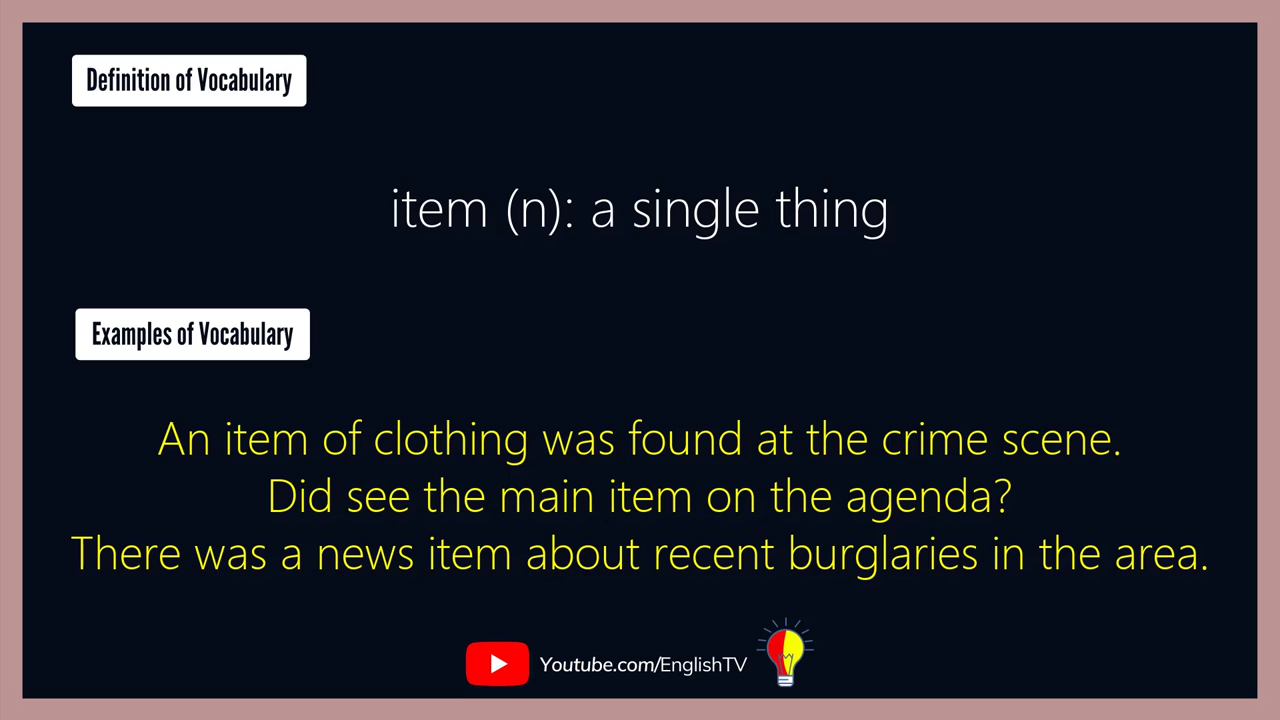 Definition of Vocabulary
item (n): a single thing
Examples of Vocabulary
An item of clothing was found at the crime scene.
Did see the main item on the agenda?
There was a news item about recent burglaries in the area.
Youtube.com/EnglishTV